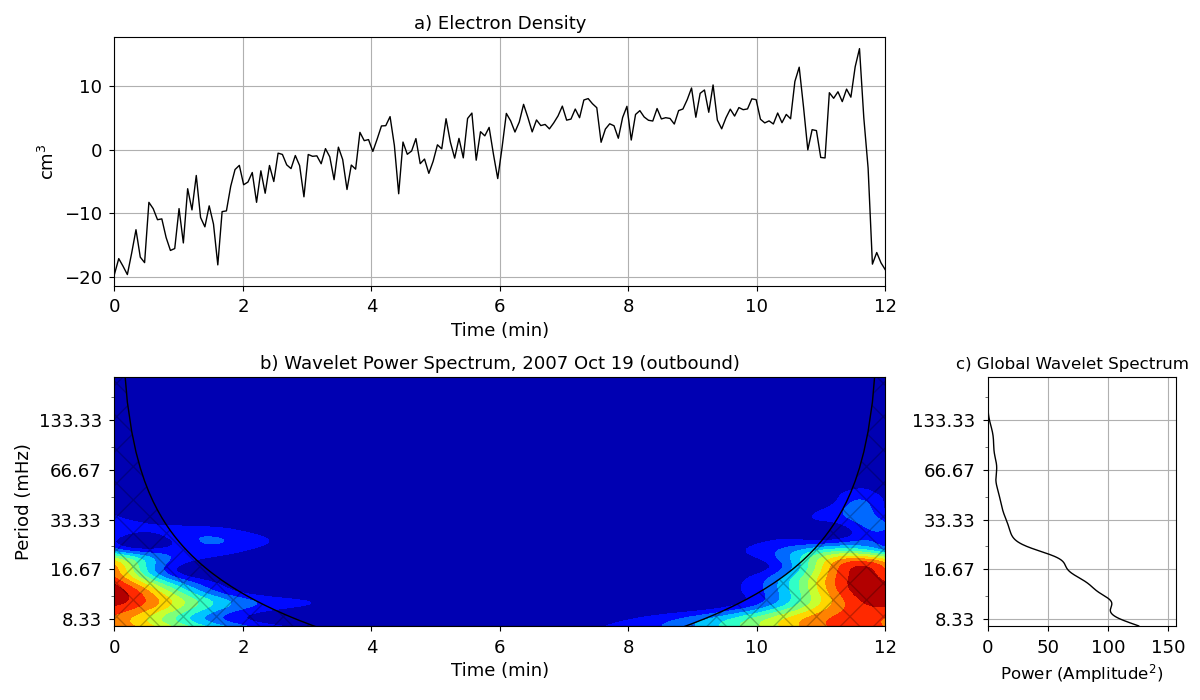 a) Electron Density
cm³
10
0
−10
−20
0 2 4 6 8 10 12
Time (min)
b) Wavelet Power Spectrum, 2007 Oct 19 (outbound)
Period (mHz)
133.33
66.67
33.33
16.67
8.33
0 2 4 6 8 10 12
Time (min)
c) Global Wavelet Spectrum
133.33
66.67
33.33
16.67
8.33
0 50 100 150
Power (Amplitude²)